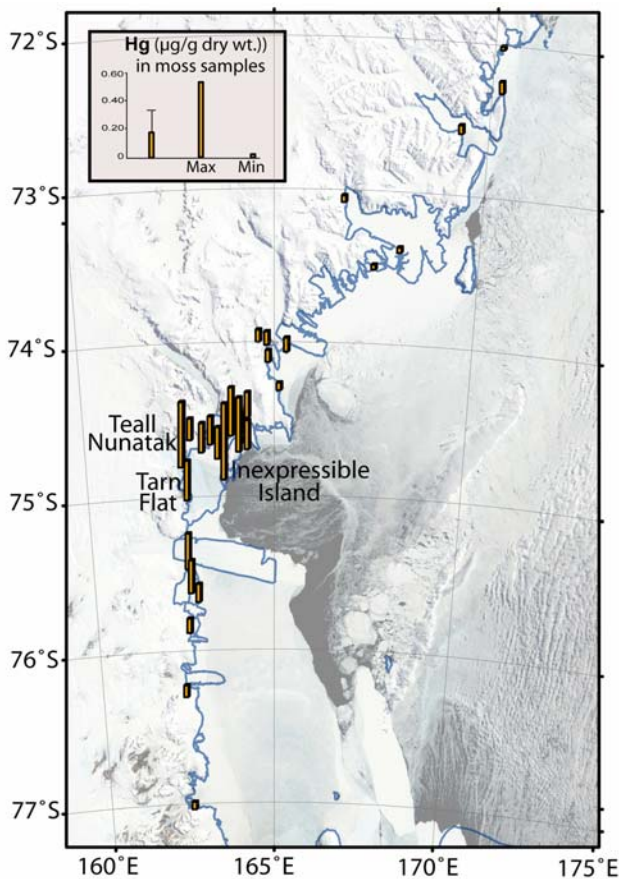 72°S
73°S
74°S
75°S
76°S
77°S
Hg (µg/g dry wt.))
in moss samples
0.60
0.40
0.20
0
Max
Min
Teall
Nunatak
Tarn
Flat
Inexpressible
Island
160°E
165°E
170°E
175°E